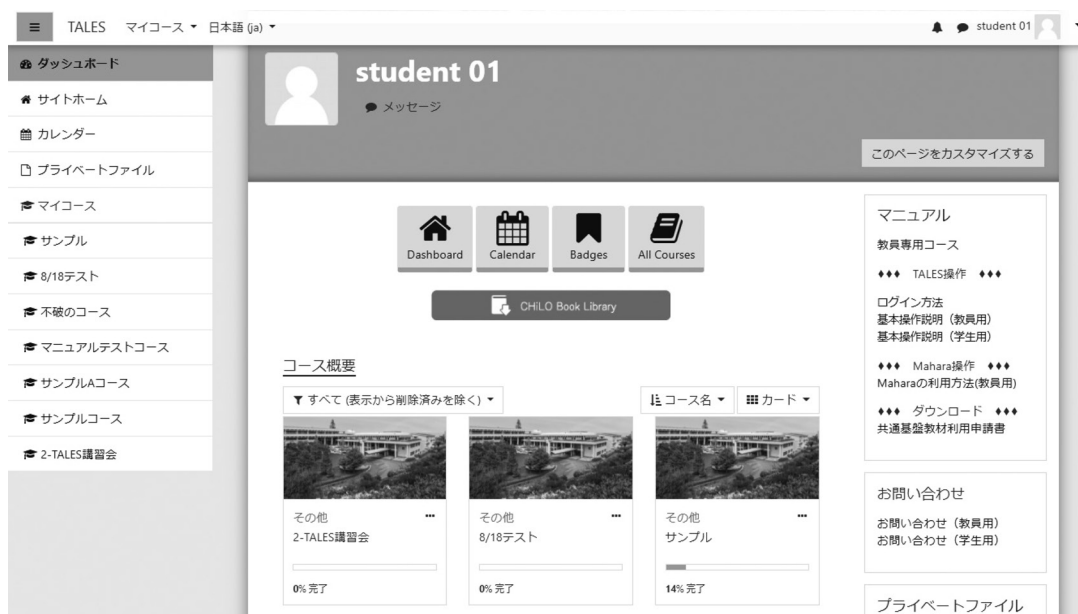 TALES マイコース 日本語 (ja) student 01
ダッシュボード
サイトホーム
カレンダー
プライベートファイル
マイコース
サンプル
8/18テスト
不破のコース
マニュアルテストコース
サンプルAコース
サンプルコース
2-TALES講習会
student 01
メッセージ
このページをカスタマイズする
Dashboard Calendar Badges All Courses
CHiLO Book Library
コース概要
すべて (表示から削除済みを除く) コース名 カード
その他
2-TALES講習会
0% 完了
その他
8/18テスト
0% 完了
その他
サンプル
14% 完了
マニュアル
教員専用コース
♦♦♦ TALES操作 ♦♦♦
ログイン方法
基本操作説明（教員用）
基本操作説明（学生用）
♦♦♦ Mahara操作 ♦♦♦
Maharaの利用方法(教員用)
♦♦♦ ダウンロード ♦♦♦
共通基盤教材利用申請書
お問い合わせ
お問い合わせ（教員用）
お問い合わせ（学生用）
プライベートファイル